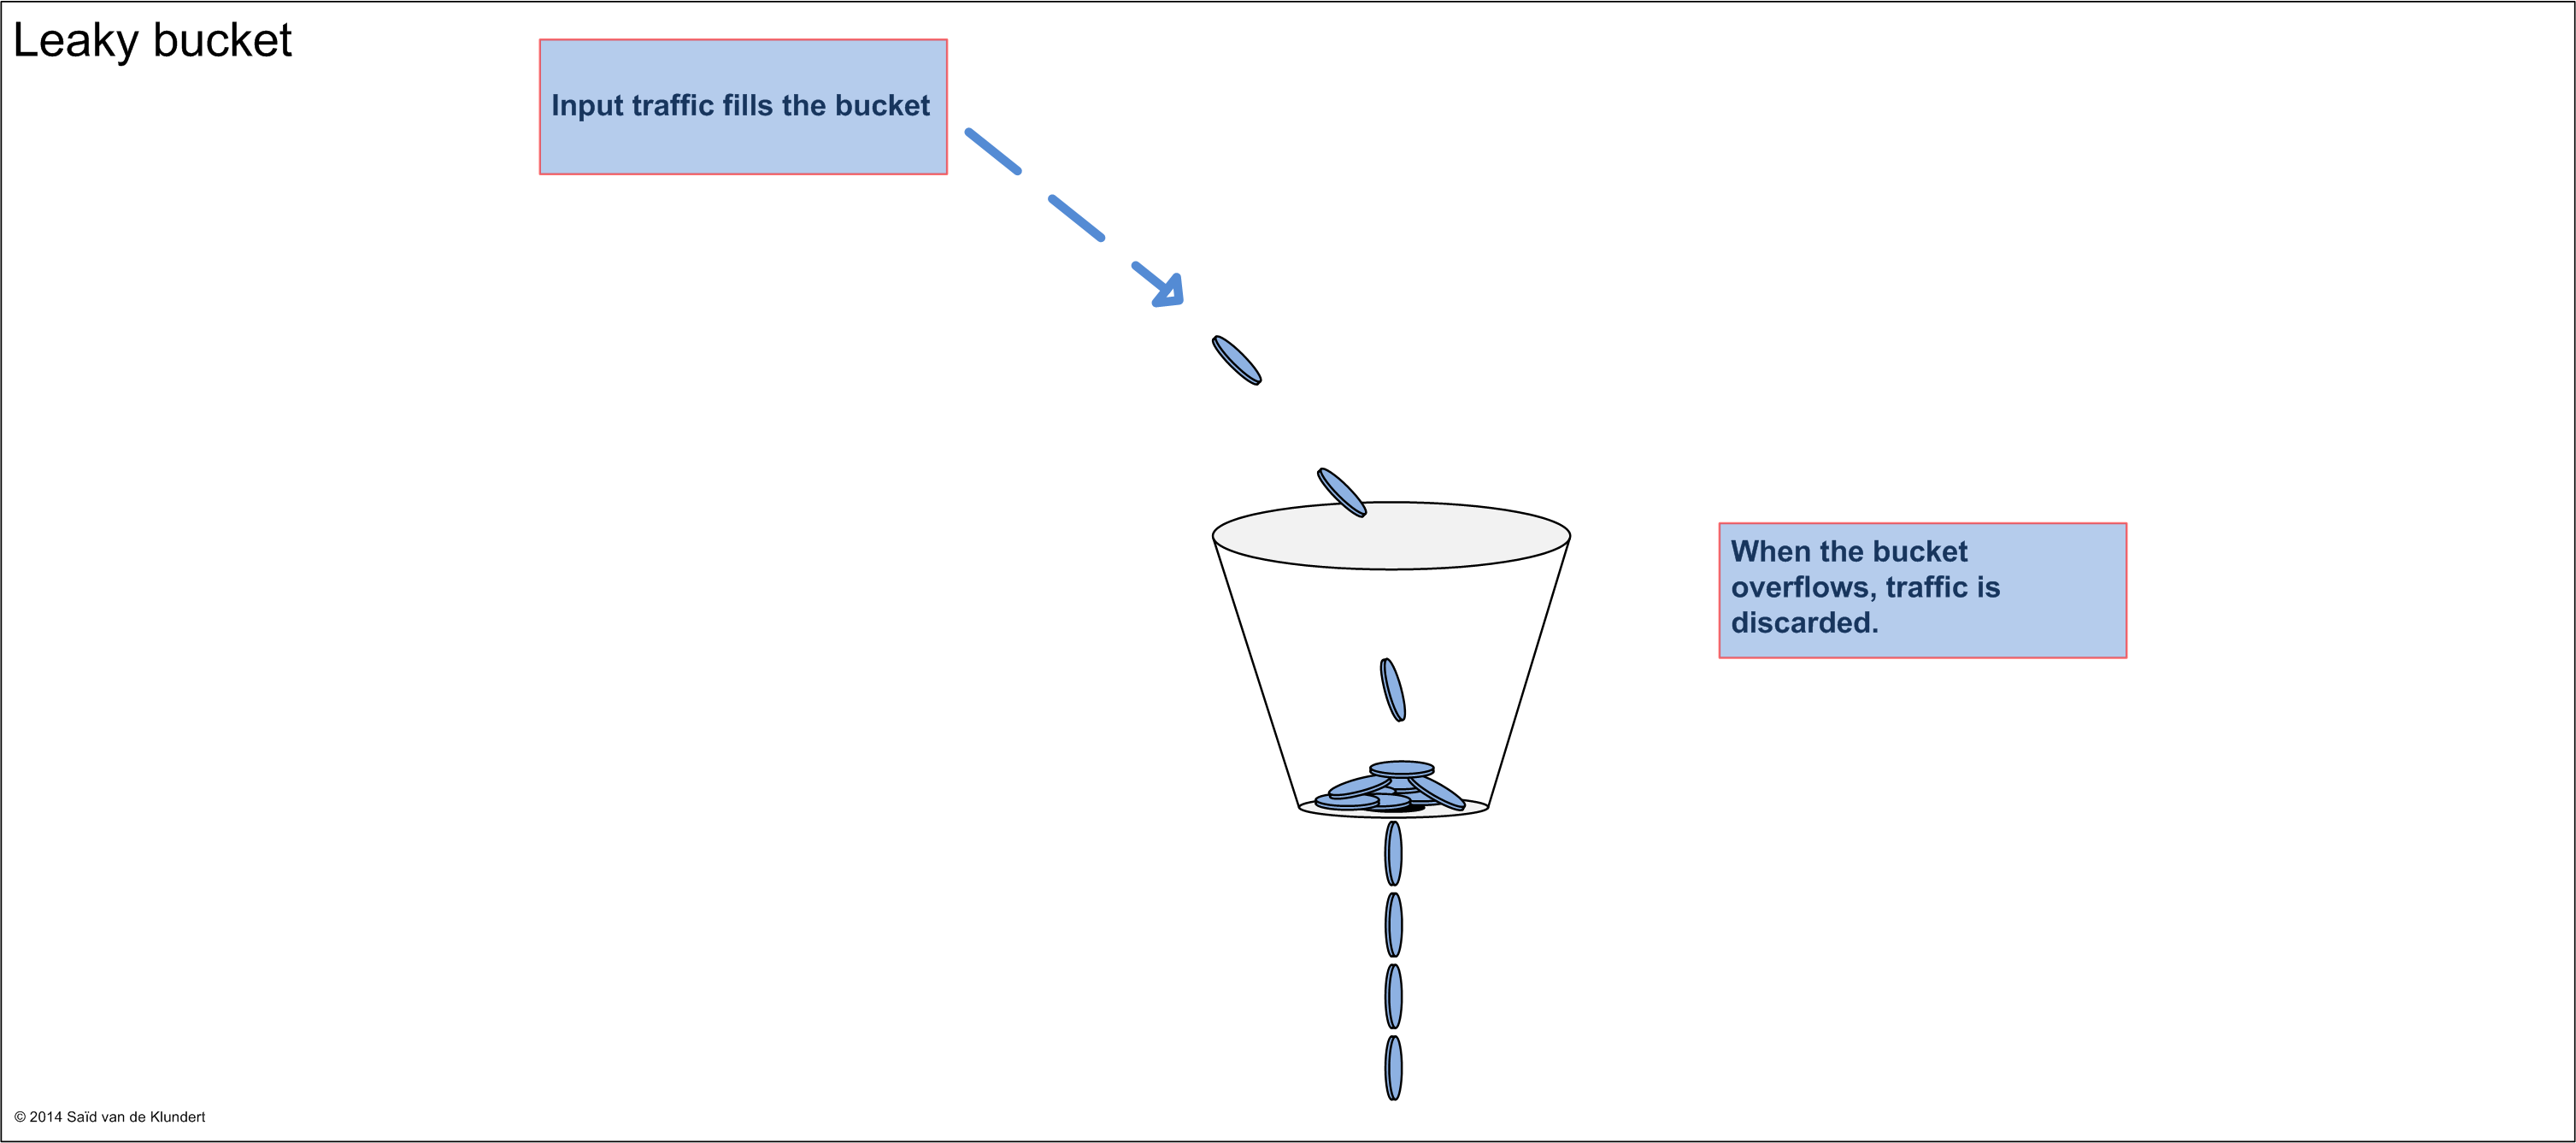 Leaky bucket
Input traffic fills the bucket
When the bucket
overflows, traffic is
discarded.
© 2014 Saïd van de Klundert